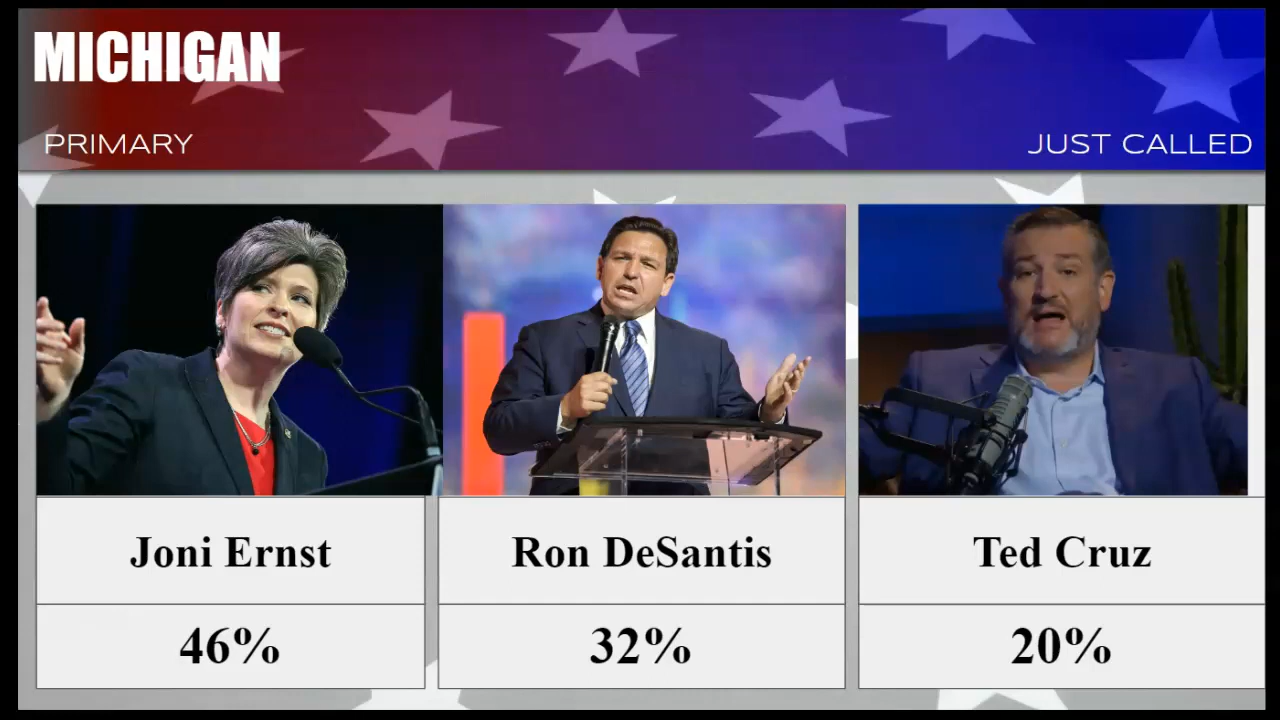 MICHIGAN
PRIMARY
JUST CALLED
Joni Ernst
Ron DeSantis
Ted Cruz
46%
32%
20%